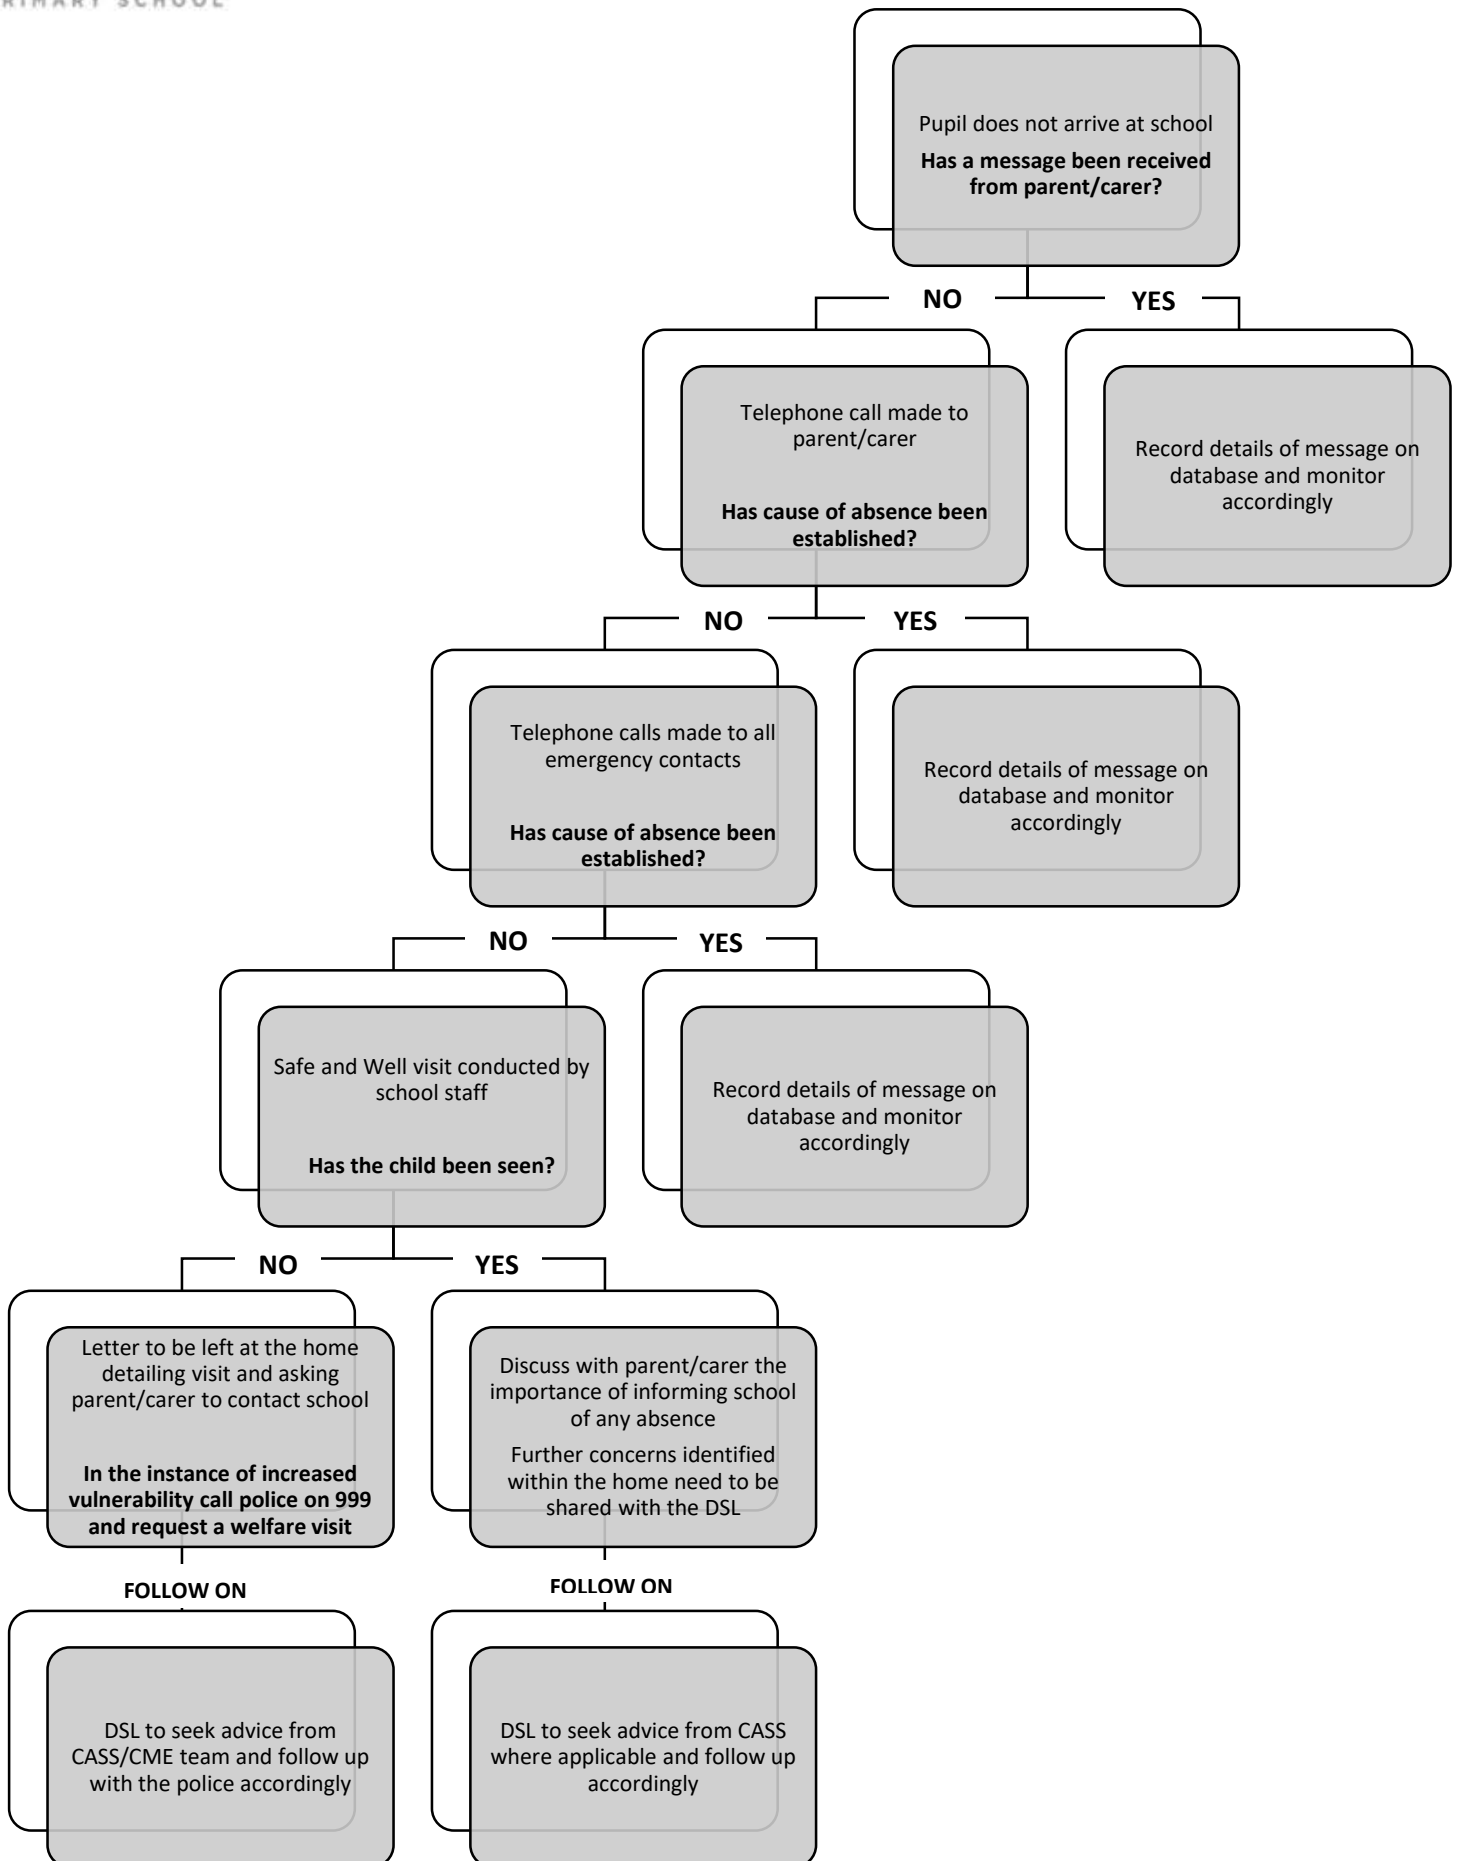 PRIMARY SCHOOL
Pupil does not arrive at school
Has a message been received
from parent/carer?
NO
YES
Telephone call made to
parent/carer
Has cause of absence been
established?
Record details of message on
database and monitor
accordingly
NO
YES
Telephone calls made to all
emergency contacts
Has cause of absence been
established?
Record details of message on
database and monitor
accordingly
NO
YES
Safe and Well visit conducted by
school staff
Has the child been seen?
Record details of message on
database and monitor
accordingly
NO
YES
Letter to be left at the home
detailing visit and asking
parent/carer to contact school
In the instance of increased
vulnerability call police on 999
and request a welfare visit
Discuss with parent/carer the
importance of informing school
of any absence
Further concerns identified
within the home need to be
shared with the DSL
FOLLOW ON
FOLLOW ON
DSL to seek advice from
CASS/CME team and follow up
with the police accordingly
DSL to seek advice from CASS
where applicable and follow up
accordingly